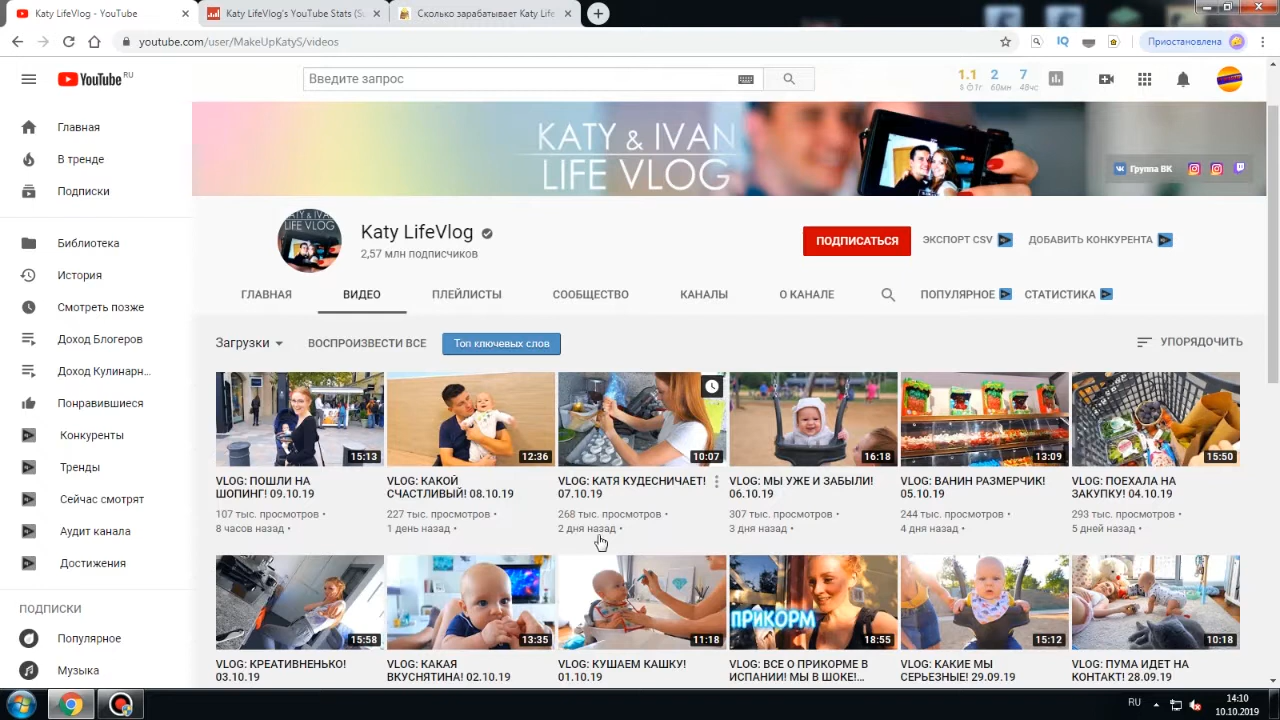 Katy LifeVlog - YouTube
Katy LifeVlog's YouTube Stats (Su
Сколько зарабатывает Katy Life
youtube.com/user/MakeUpKatyS/videos
IQ
Приостановлена
YouTube RU
Введите запрос
1.1 2 7
60мн 48чс
Главная
В тренде
Подписки
Библиотека
История
Смотреть позже
Доход Блогеров
Доход Кулинарн...
Понравившиеся
Конкуренты
Тренды
Сейчас смотрят
Аудит канала
Достижения
ПОДПИСКИ
Популярное
Музыка
KATY & IVAN
LIFE VLOG
Группа ВК
KATY & IVAN
LIFE VLOG
Katy LifeVlog
2,57 млн подписчиков
ПОДПИСАТЬСЯ
ЭКСПОРТ CSV
ДОБАВИТЬ КОНКУРЕНТА
ГЛАВНАЯ
ВИДЕО
ПЛЕЙЛИСТЫ
СООБЩЕСТВО
КАНАЛЫ
О КАНАЛЕ
ПОПУЛЯРНОЕ
СТАТИСТИКА
Загрузки
ВОСПРОИЗВЕСТИ ВСЕ
Топ ключевых слов
УПОРЯДОЧИТЬ
15:13
VLOG: ПОШЛИ НА
ШОПИНГ! 09.10.19
107 тыс. просмотров •
8 часов назад •
12:36
VLOG: КАКОЙ
СЧАСТЛИВЫЙ! 08.10.19
227 тыс. просмотров •
1 день назад •
10:07
VLOG: КАТЯ КУДЕСНИЧАЕТ!
07.10.19
268 тыс. просмотров •
2 дня назад •
16:18
VLOG: МЫ УЖЕ И ЗАБЫЛИ!
06.10.19
307 тыс. просмотров •
3 дня назад •
13:09
VLOG: ВАНИН РАЗМЕРЧИК!
05.10.19
244 тыс. просмотров •
4 дня назад •
15:50
VLOG: ПОЕХАЛА НА
ЗАКУПКУ! 04.10.19
293 тыс. просмотров •
5 дней назад •
15:58
VLOG: КРЕАТИВНЕНЬКО!
03.10.19
13:35
VLOG: КАКАЯ
ВКУСНЯТИНА! 02.10.19
11:18
VLOG: КУШАЕМ КАШКУ!
01.10.19
ПРИКОРМ
18:55
VLOG: ВСЕ О ПРИКОРМЕ В
ИСПАНИИ! МЫ В ШОКЕ!...
15:12
VLOG: КАКИЕ МЫ
СЕРЬЕЗНЫЕ! 29.09.19
10:18
VLOG: ПУМА ИДЕТ НА
КОНТАКТ! 28.09.19
RU
14:10
10.10.2019